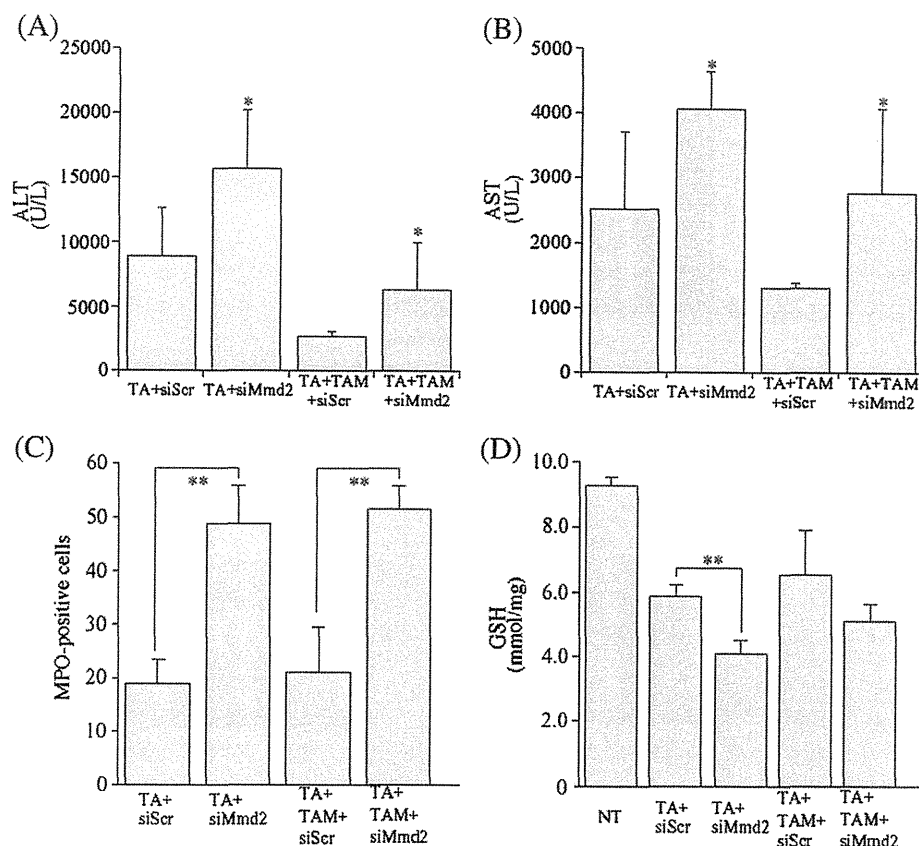 (A)
25000
20000
15000
10000
5000
0
ALT
(U/L)
*
*
TA+siScr
TA+siMmd2
TA+TAM
+siScr
TA+TAM
+siMmd2
(B)
5000
4000
3000
2000
1000
0
AST
(U/L)
*
*
TA+siScr
TA+siMmd2
TA+TAM
+siScr
TA+TAM
+siMmd2
(C)
60
50
40
30
20
10
0
MPO-positive cells
**
**
TA+
siScr
TA+
siMmd2
TA+
TAM+
siScr
TA+
TAM+
siMmd2
(D)
10.0
8.0
6.0
4.0
2.0
0
GSH
(mmol/mg)
**
NT
TA+
siScr
TA+
siMmd2
TA+
TAM+
siScr
TA+
TAM+
siMmd2